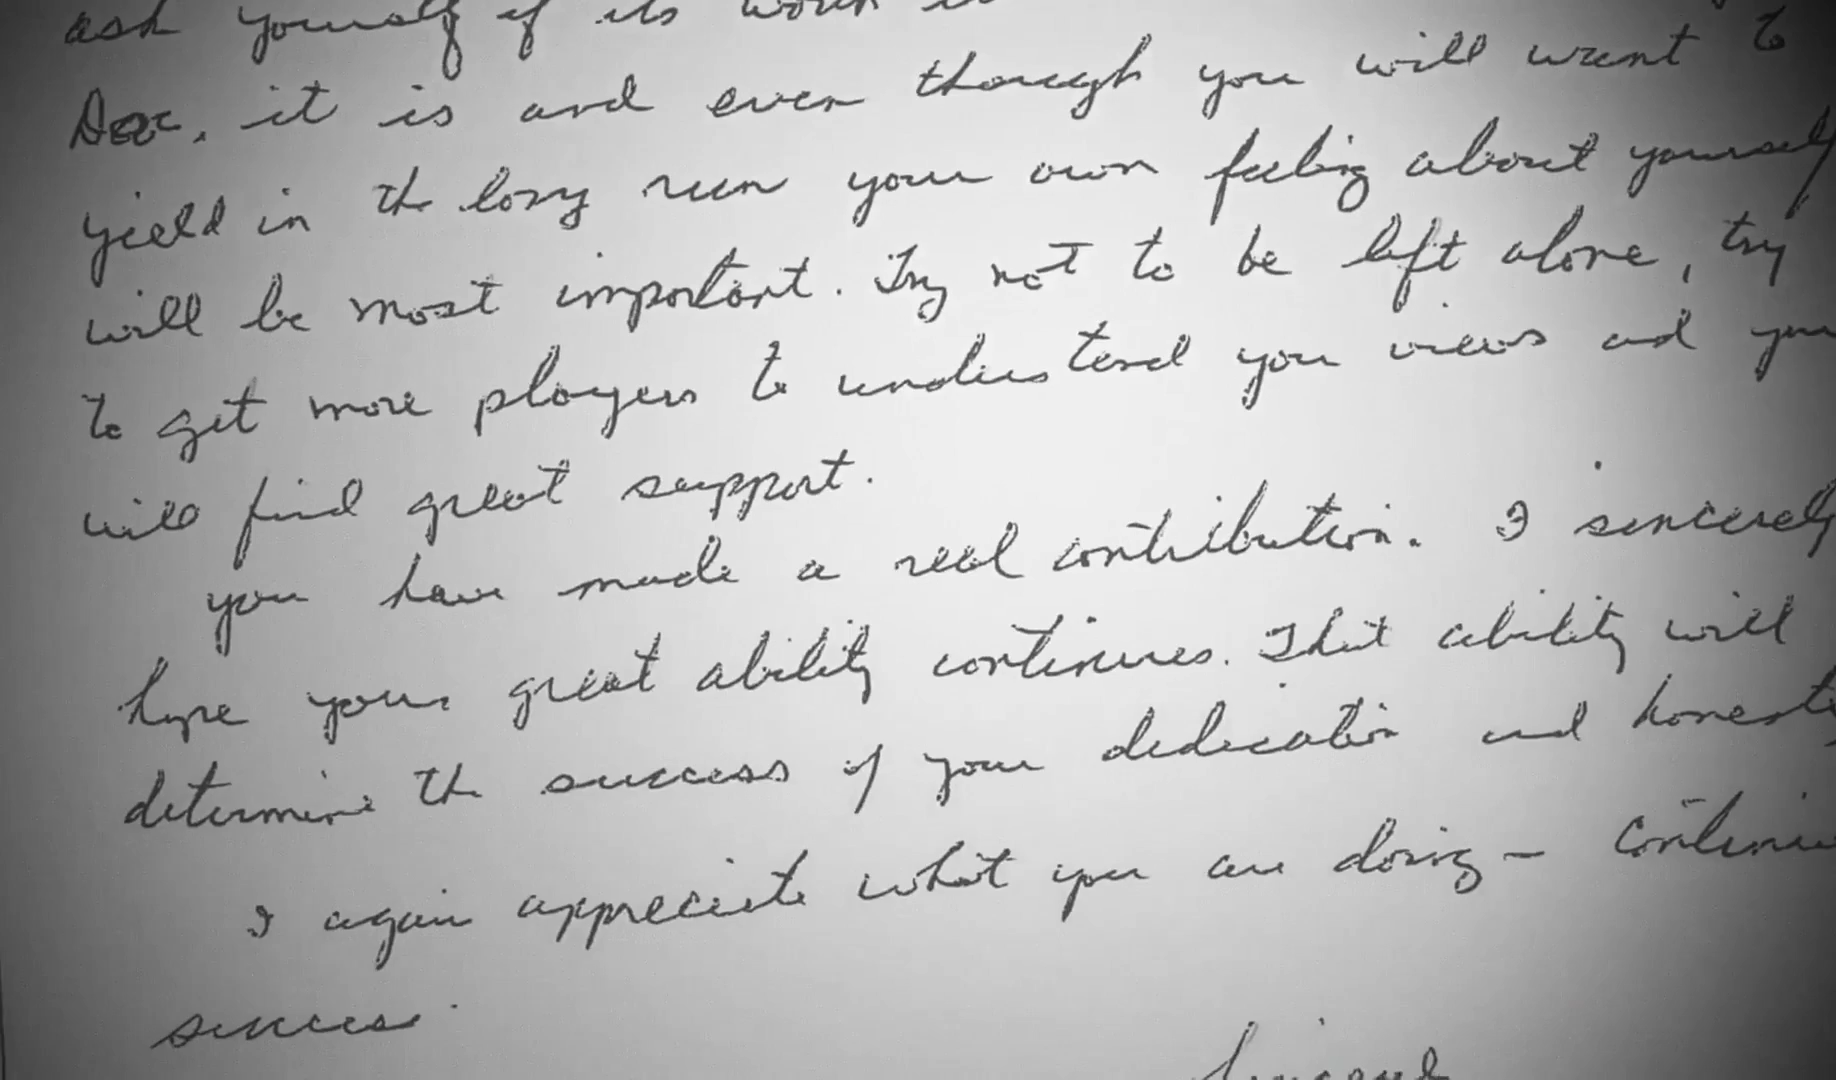 ask yourself if its worth it
Doc, it is and even though you will want to
yield in the long run your own feeling about yourself
will be most important. Try not to be left alone, try
to get more players to understand you views and you
will find great support.
you have made a real contribution. I sincerely
hope your great ability continues. That ability will
determine the success of your dedication and honesty
I again appreciate what you are doing - continue
success.